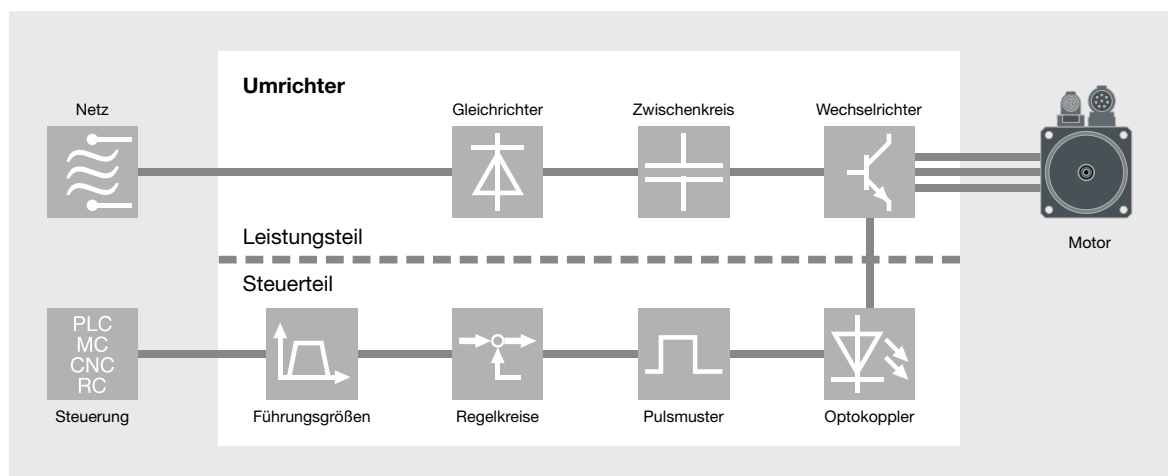 Umrichter
Netz
Gleichrichter
Zwischenkreis
Wechselrichter
Motor
Leistungsteil
Steuerteil
PLC
MC
CNC
RC
Steuerung
Führungsgrößen
Regelkreise
Pulsmuster
Optokoppler